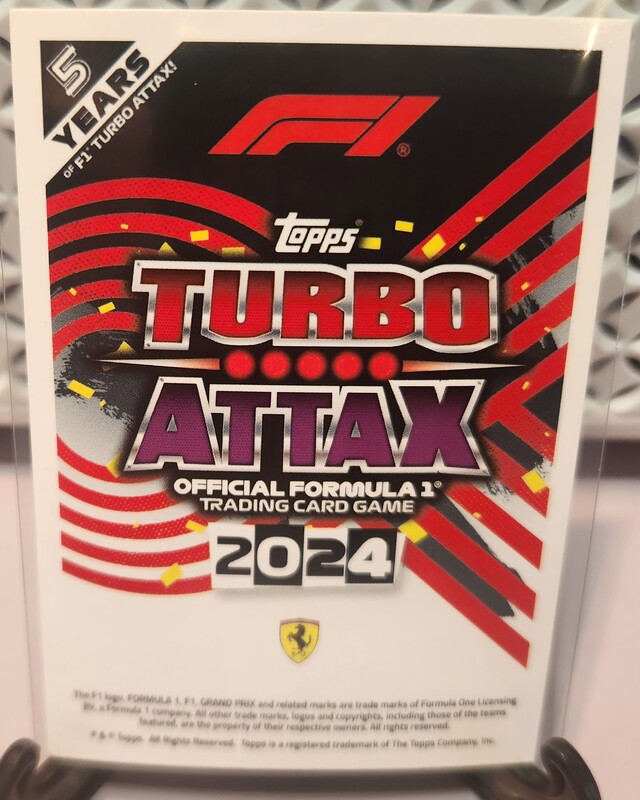 5
YEARS
OF F1® TURBO ATTAX!
F1®
topps®
TURBO
ATTAX
OFFICIAL FORMULA 1®
TRADING CARD GAME
2024
The F1 logo, FORMULA 1, F1, GRAND PRIX and related marks are trade marks of Formula One Licensing
BV, a Formula 1 company. All other trade marks, logos and copyrights, including those of the teams
featured, are the property of their respective owners. All rights reserved.
® & © Topps. All Rights Reserved. Topps is a registered trademark of The Topps Company, Inc.